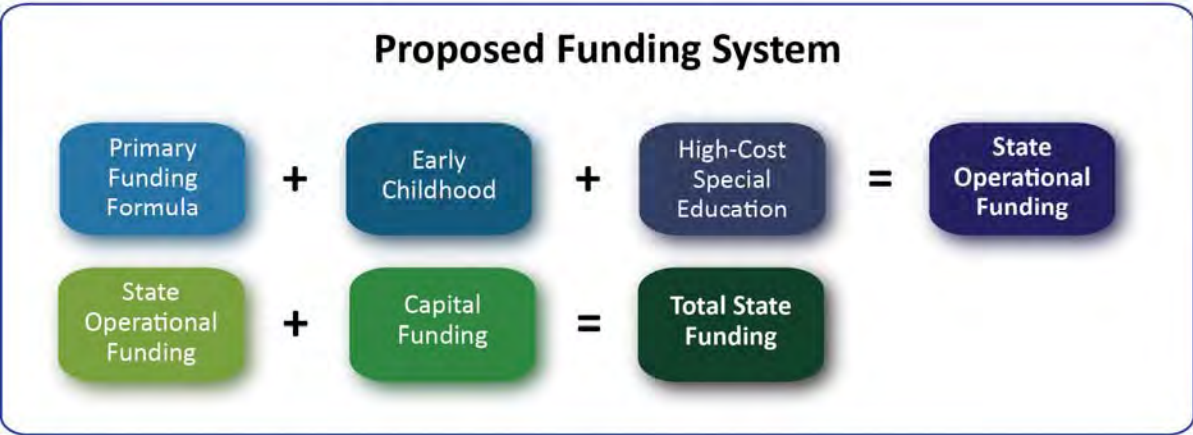 Proposed Funding System
Primary
Funding
Formula
+
Early
Childhood
+
High-Cost
Special
Education
=
State
Operational
Funding
State
Operational
Funding
+
Capital
Funding
=
Total State
Funding